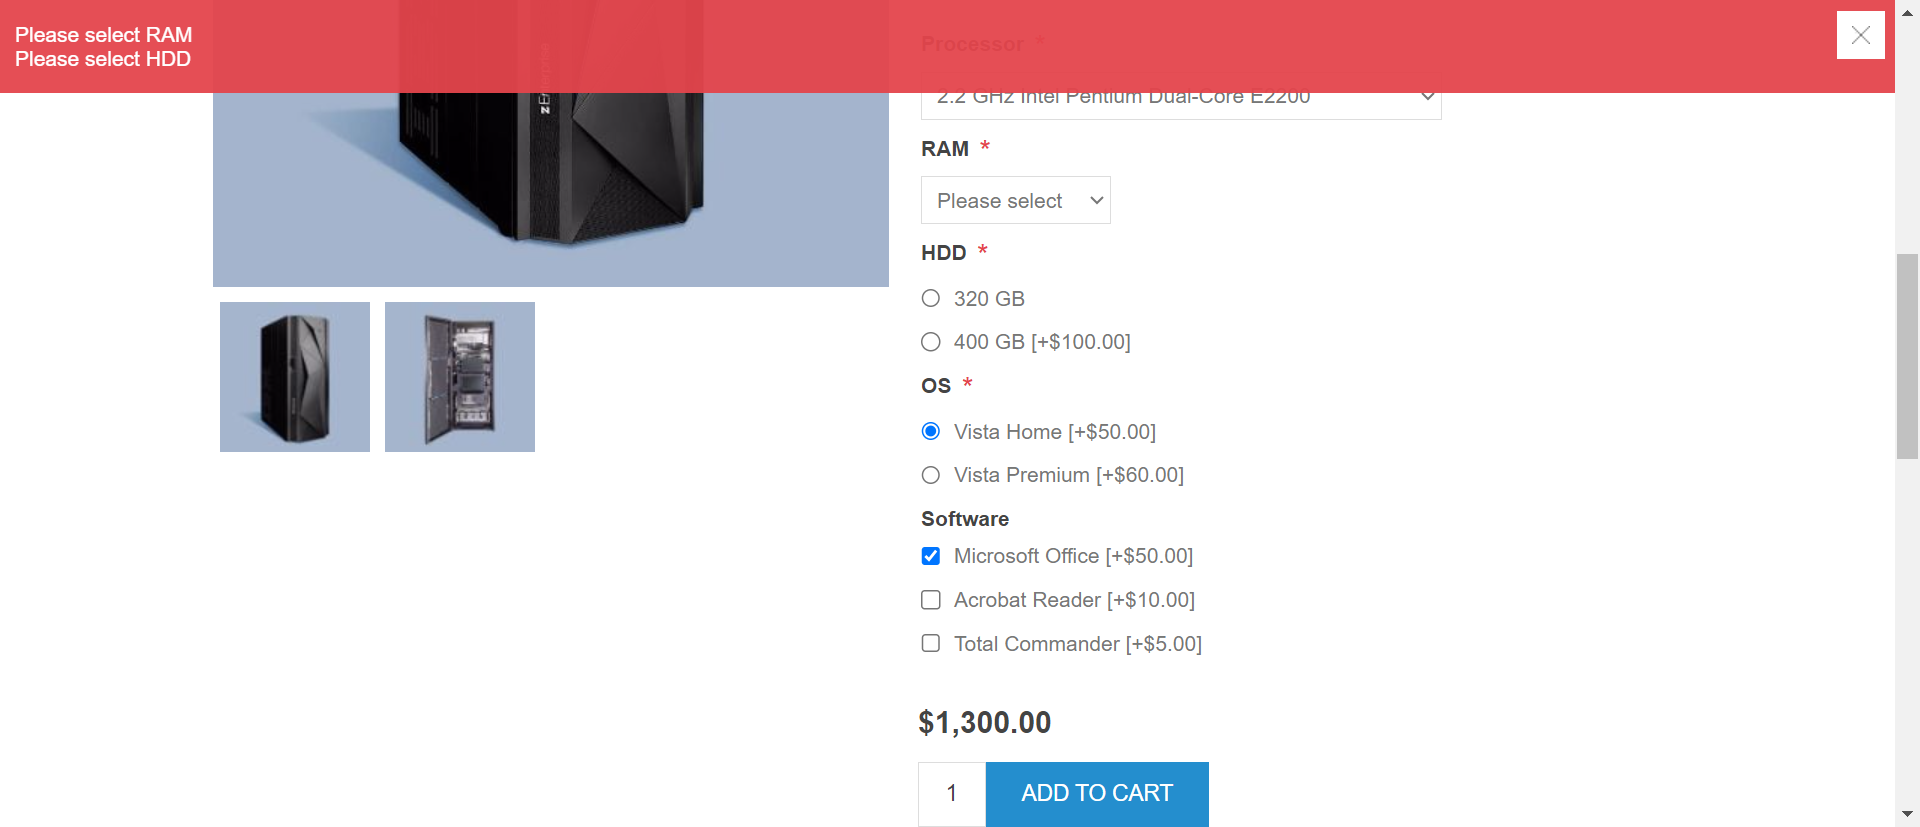 Please select RAM
Please select HDD
Processor *
2.2 GHz Intel Pentium Dual-Core E2200
RAM *
Please select
HDD *
320 GB
400 GB [+$100.00]
OS *
Vista Home [+$50.00]
Vista Premium [+$60.00]
Software
Microsoft Office [+$50.00]
Acrobat Reader [+$10.00]
Total Commander [+$5.00]
$1,300.00
1
ADD TO CART